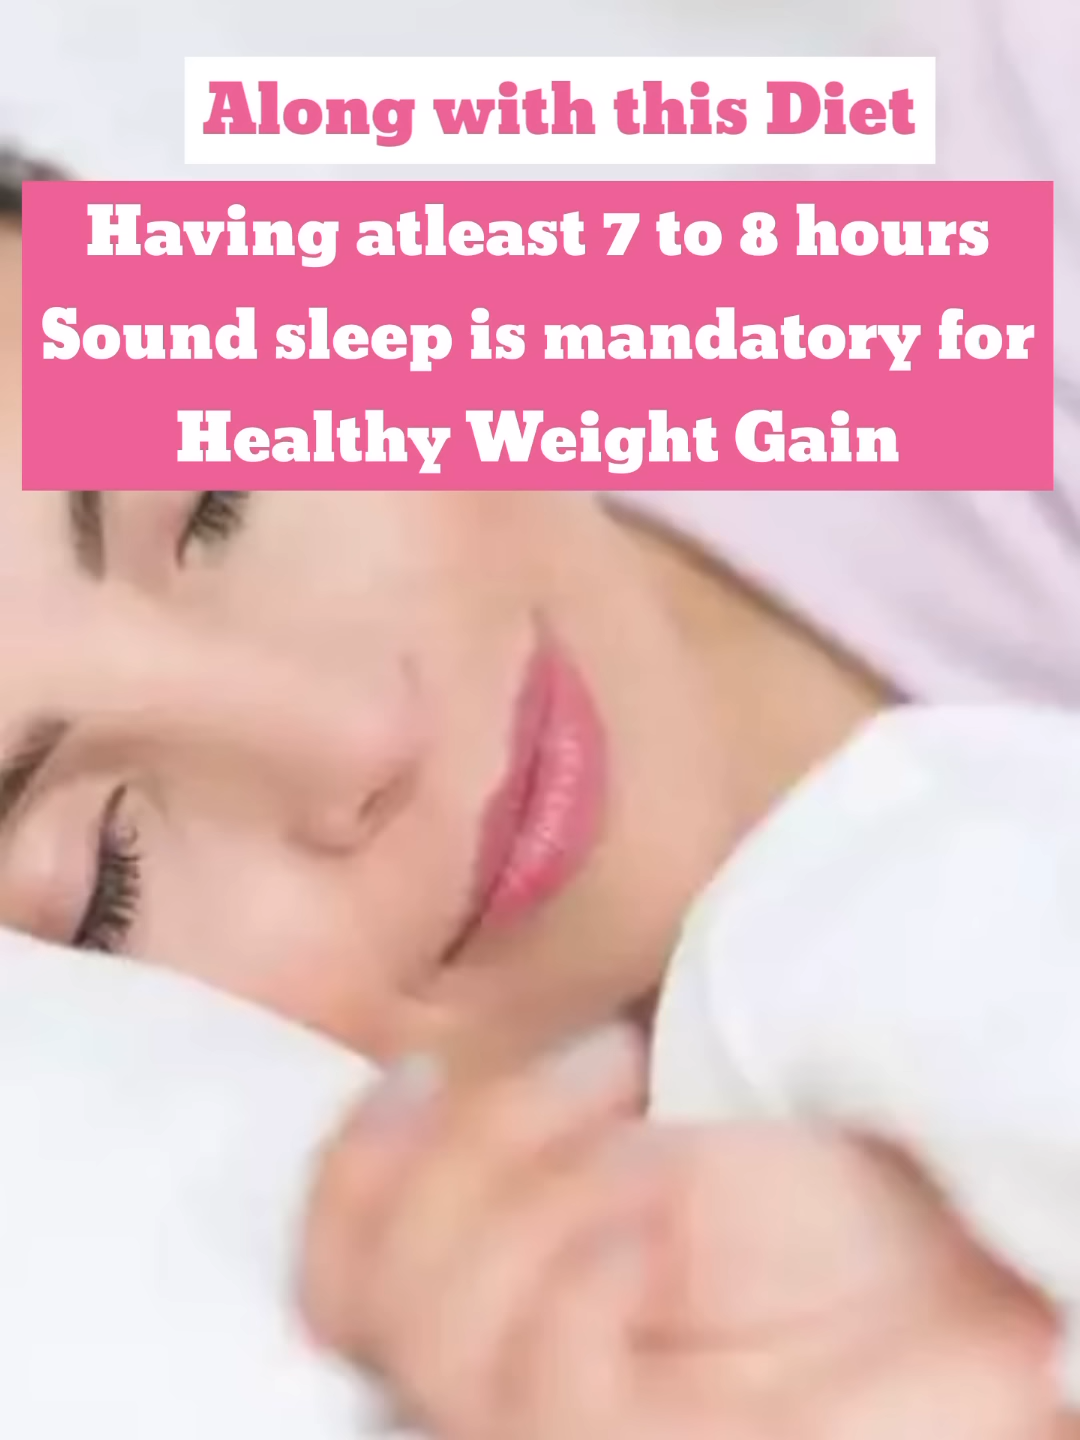 Along with this Diet
Having atleast 7 to 8 hours
Sound sleep is mandatory for
Healthy Weight Gain